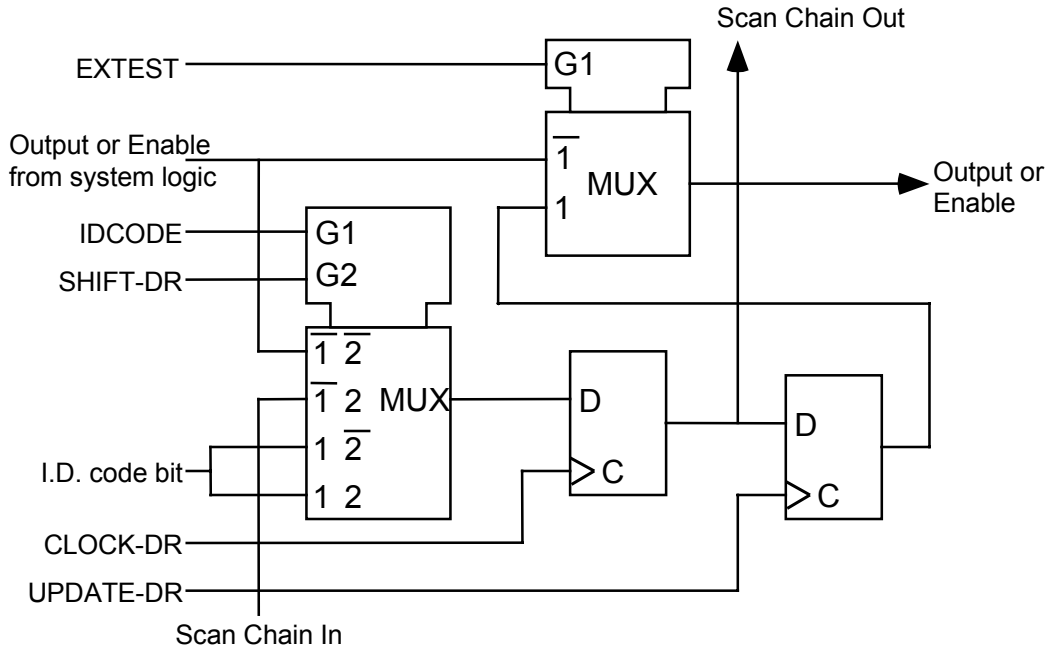 Scan Chain Out
EXTEST
G1
Output or Enable
from system logic
1̅
MUX
1
Output or
Enable
IDCODE
G1
SHIFT-DR
G2
1̅ 2̅
1̅ 2 MUX
D
D
I.D. code bit
1 2̅
1 2
C
C
CLOCK-DR
UPDATE-DR
Scan Chain In